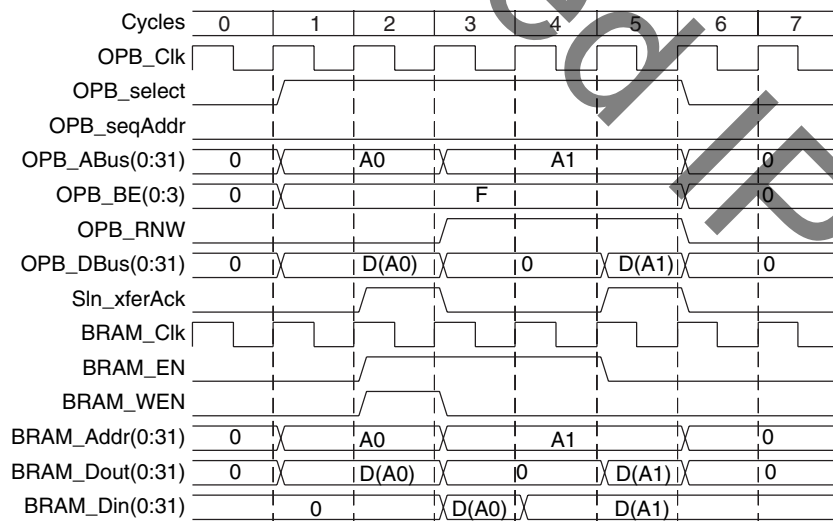 Cycles 0 1 2 3 4 5 6 7
OPB_Clk
OPB_select
OPB_seqAddr
OPB_ABus(0:31) 0 A0 A1 0
OPB_BE(0:3) 0 F 0
OPB_RNW
OPB_DBus(0:31) 0 D(A0) 0 D(A1) 0
Sln_xferAck
BRAM_Clk
BRAM_EN
BRAM_WEN
BRAM_Addr(0:31) 0 A0 A1 0
BRAM_Dout(0:31) 0 D(A0) 0 D(A1) 0
BRAM_Din(0:31) 0 D(A0) D(A1)
ed IP